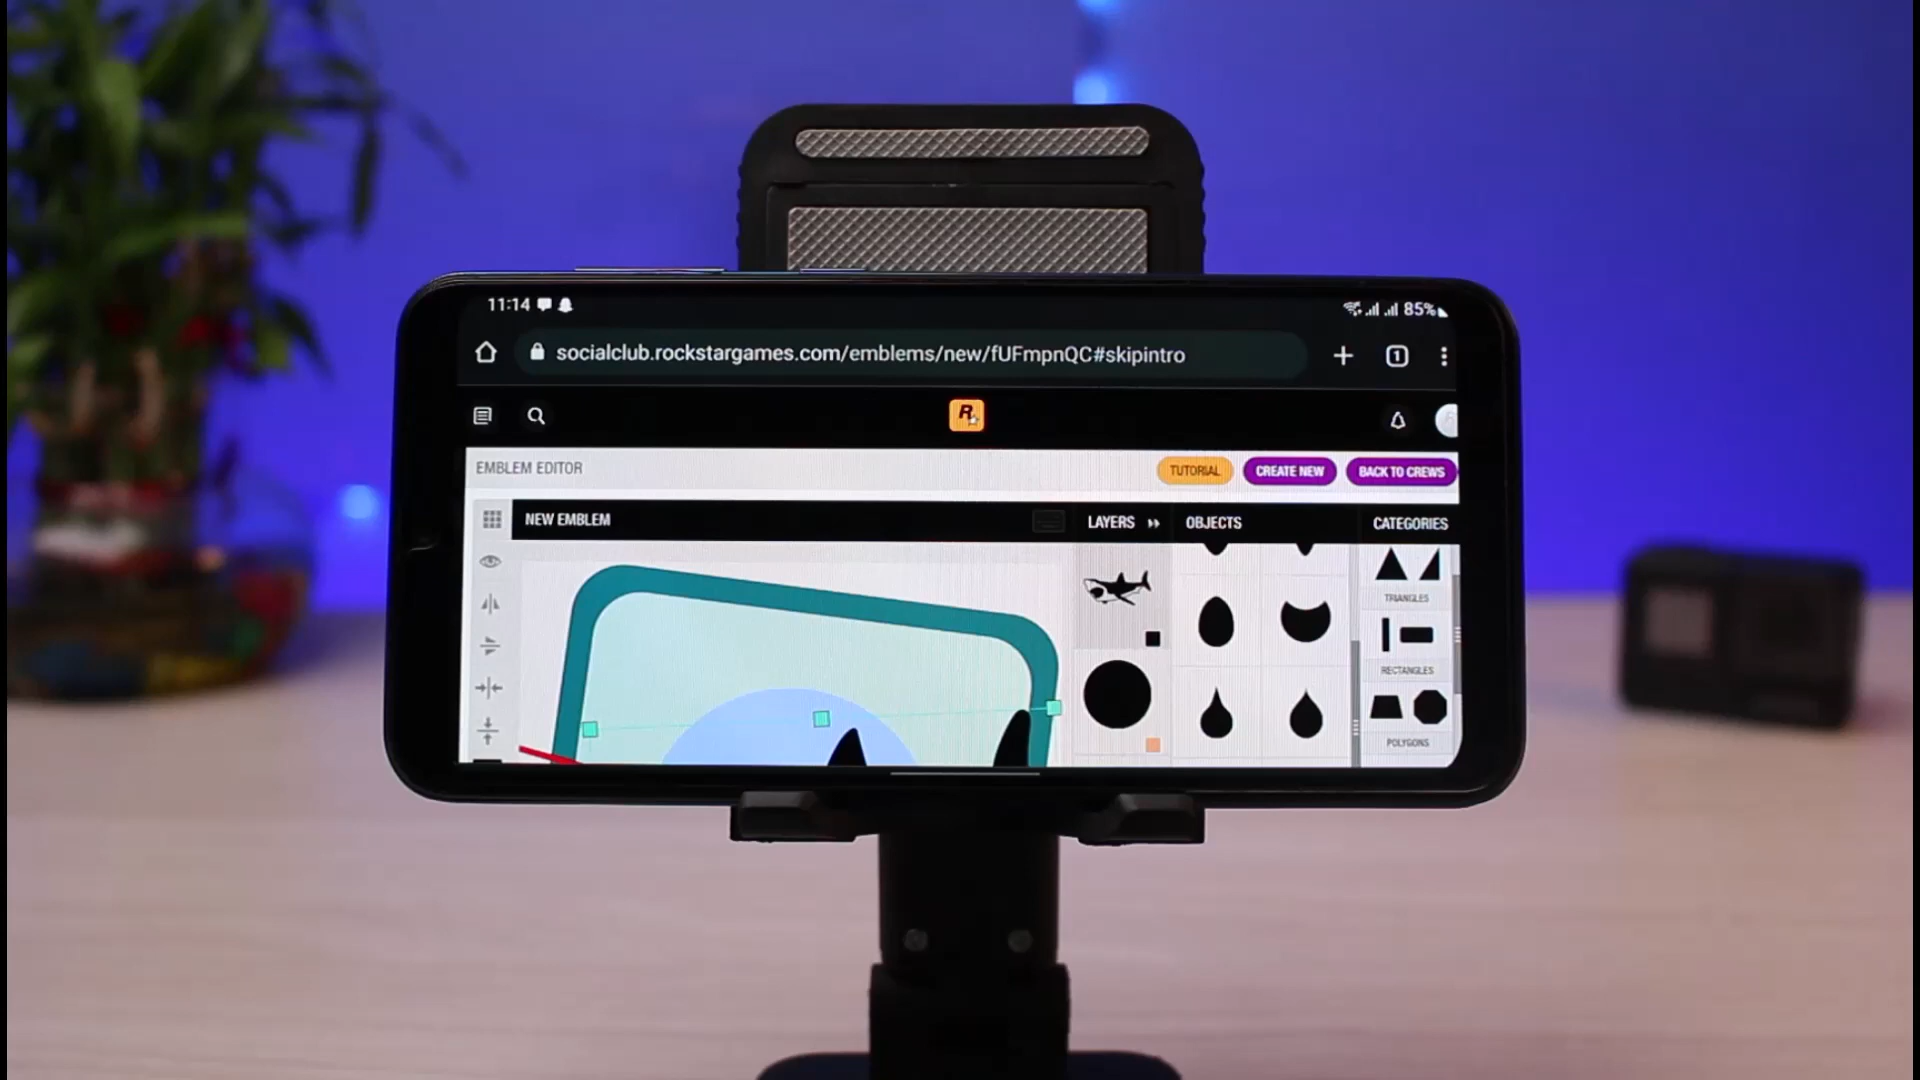 11:14
85%
socialclub.rockstargames.com/emblems/new/fUFmpnQC#skipintro
1
R
EMBLEM EDITOR
TUTORIAL
CREATE NEW
BACK TO CREWS
NEW EMBLEM
LAYERS
OBJECTS
CATEGORIES
TRIANGLES
RECTANGLES
POLYGONS